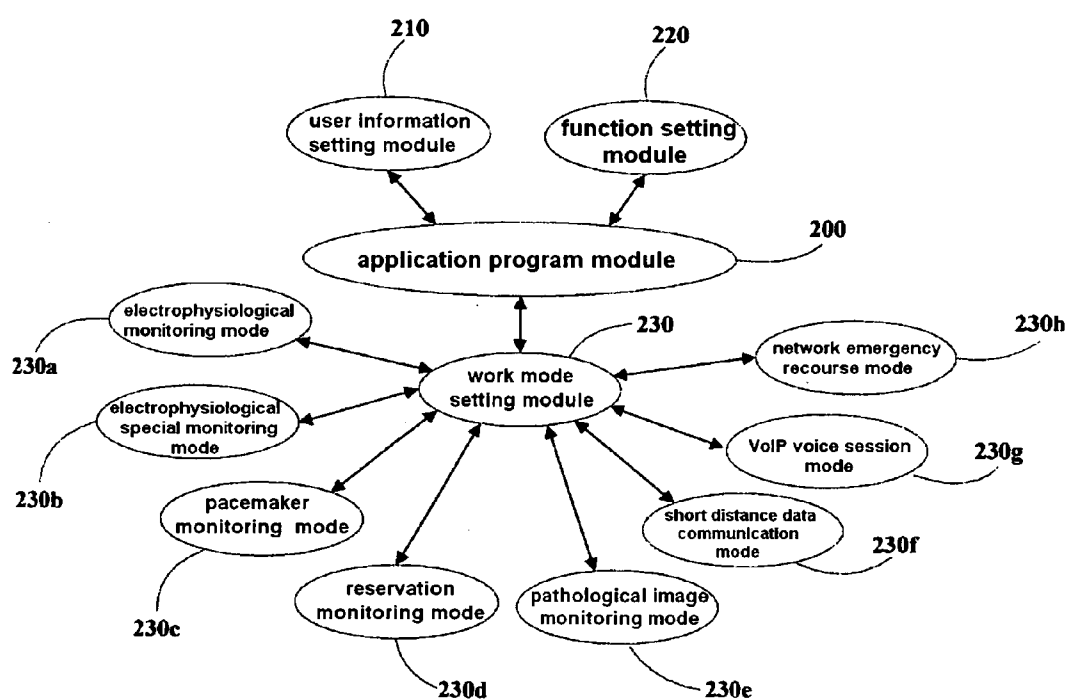 210
220
user information
setting module
function setting
module
200
application program module
electrophysiological
monitoring mode
230
230h
230a
work mode
setting module
network emergency
recourse mode
electrophysiological
special monitoring
mode
VoIP voice session
mode
230g
230b
pacemaker
monitoring mode
short distance data
communication
mode
230f
reservation
monitoring mode
pathological image
monitoring mode
230c
230d
230e